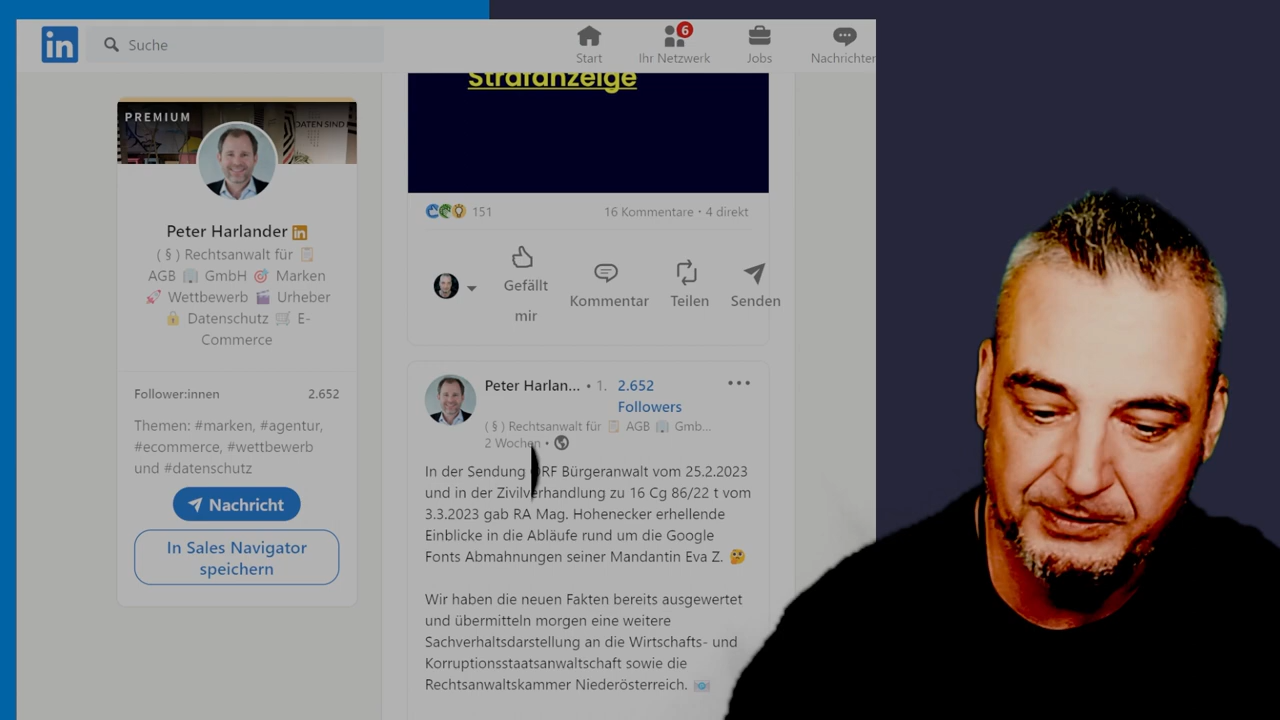 in
Suche
Start
6
Ihr Netzwerk
Jobs
Nachrichten
Strafanzeige
PREMIUM
DATEN SIND
Peter Harlander in
( § ) Rechtsanwalt für 📋
AGB 🏢 GmbH 🎯 Marken
🚀 Wettbewerb 🎬 Urheber
🔒 Datenschutz 🛒 E-
Commerce
Follower:innen 2.652
Themen: #marken, #agentur,
#ecommerce, #wettbewerb
und #datenschutz
Nachricht
In Sales Navigator
speichern
151 16 Kommentare • 4 direkt
Gefällt
mir
Kommentar
Teilen
Senden
Peter Harlan... • 1. 2.652
Followers
( § ) Rechtsanwalt für 📋 AGB 🏢 Gmb...
2 Wochen •
In der Sendung ORF Bürgeranwalt vom 25.2.2023
und in der Zivilverhandlung zu 16 Cg 86/22 t vom
3.3.2023 gab RA Mag. Hohenecker erhellende
Einblicke in die Abläufe rund um die Google
Fonts Abmahnungen seiner Mandantin Eva Z. 🤔
Wir haben die neuen Fakten bereits ausgewertet
und übermitteln morgen eine weitere
Sachverhaltsdarstellung an die Wirtschafts- und
Korruptionsstaatsanwaltschaft sowie die
Rechtsanwaltskammer Niederösterreich. 📧